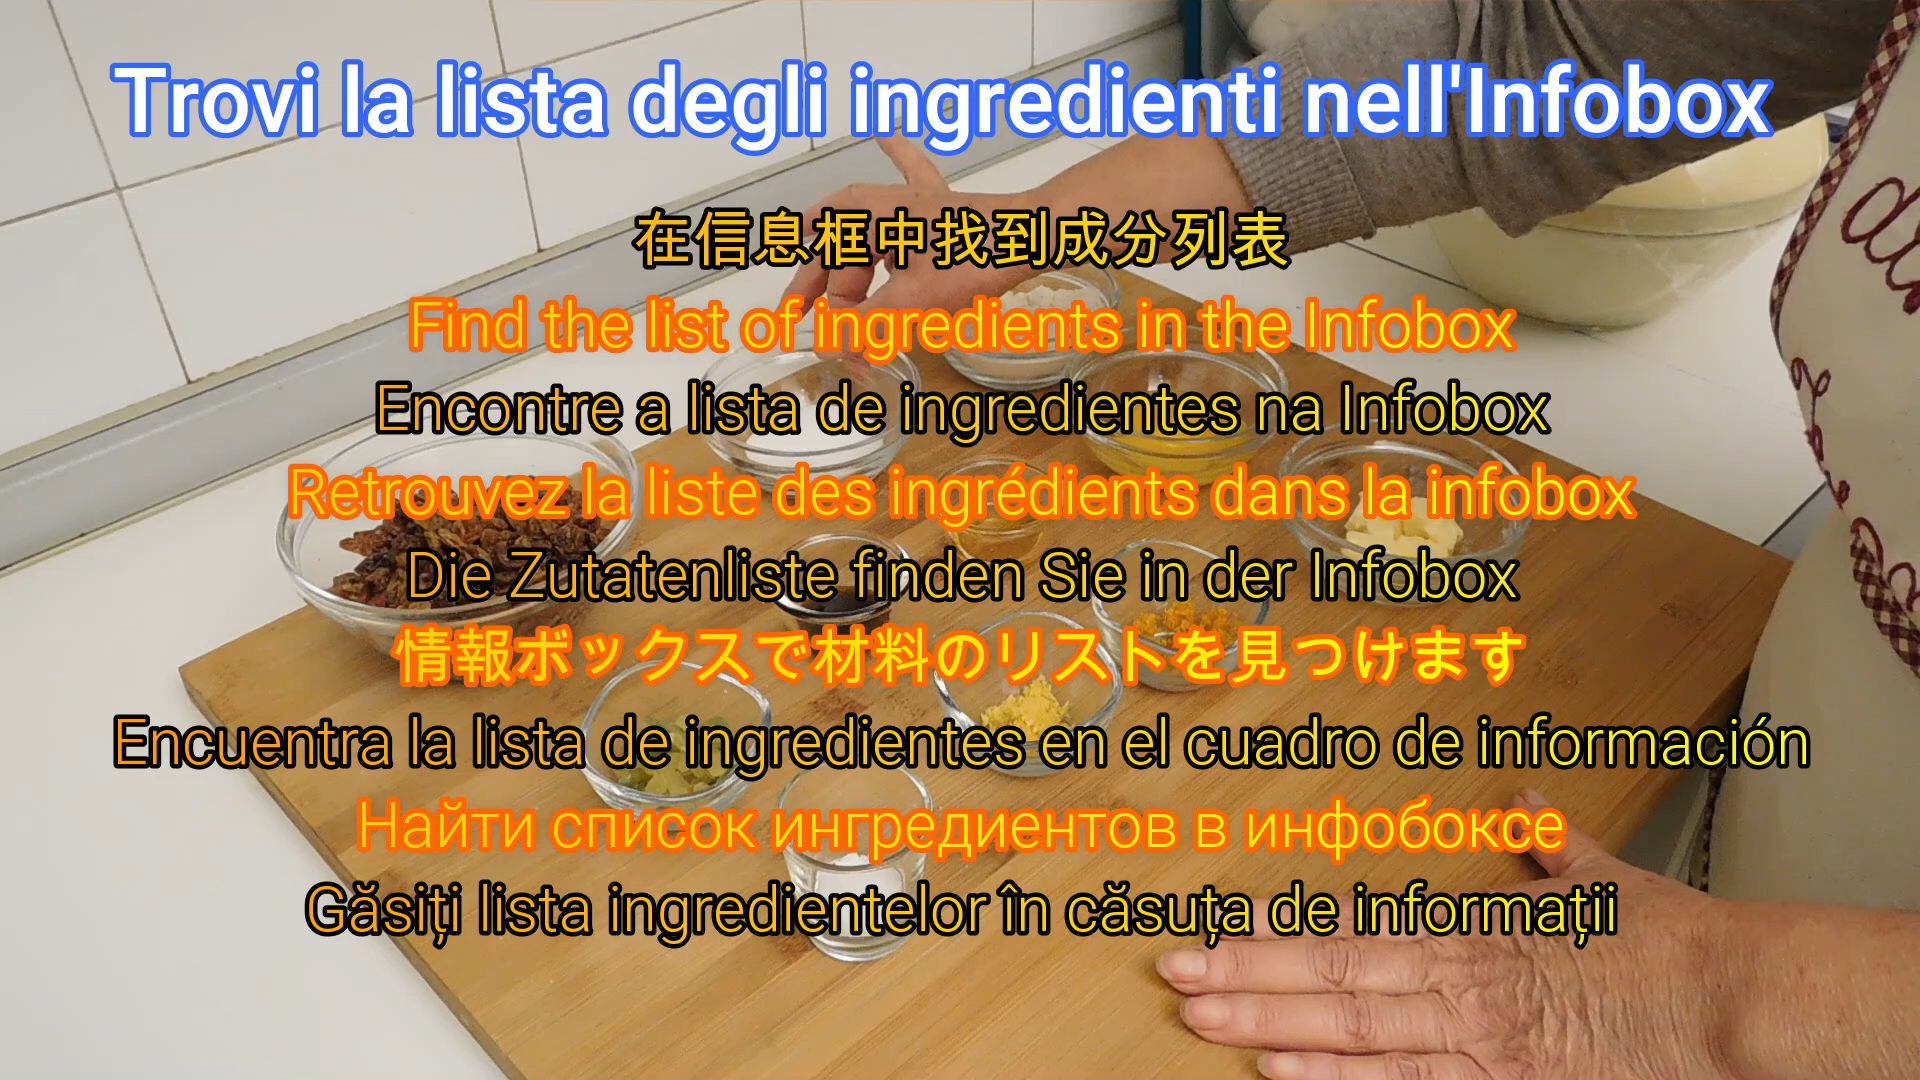 Trovi la lista degli ingredienti nell'Infobox
在信息框中找到成分列表
Find the list of ingredients in the Infobox
Encontre a lista de ingredientes na Infobox
Retrouvez la liste des ingrédients dans la infobox
Die Zutatenliste finden Sie in der Infobox
情報ボックスで材料のリストを見つけます
Encuentra la lista de ingredientes en el cuadro de información
Найти список ингредиентов в инфобоксе
Găsiți lista ingredientelor în căsuța de informații